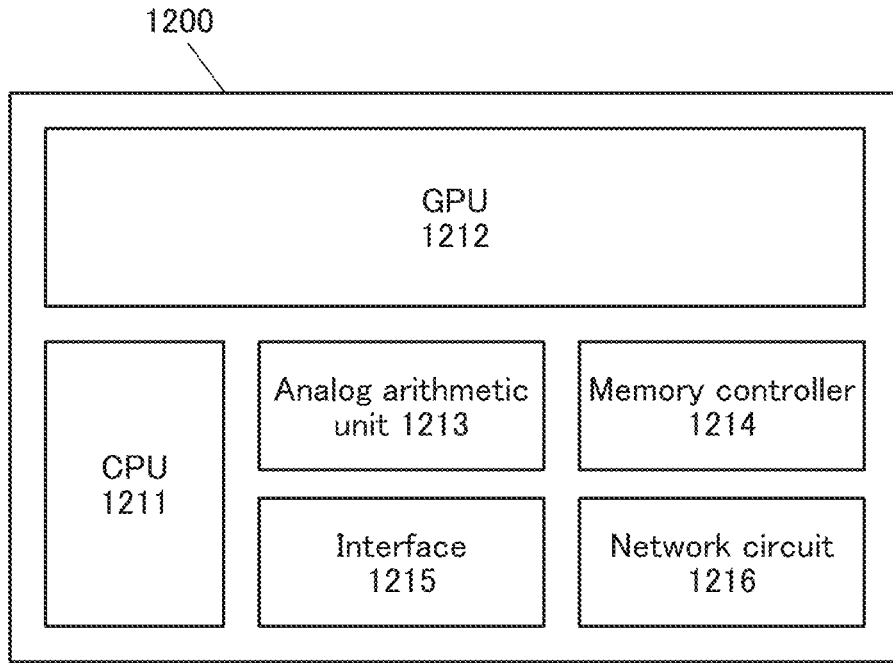 1200
GPU
1212
CPU
1211
Analog arithmetic
unit 1213
Memory controller
1214
Interface
1215
Network circuit
1216